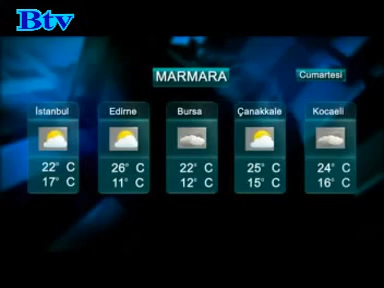 Btv
MARMARA
Cumartesi
İstanbul
22° C
17° C
Edirne
26° C
11° C
Bursa
22° C
12° C
Çanakkale
25° C
15° C
Kocaeli
24° C
16° C